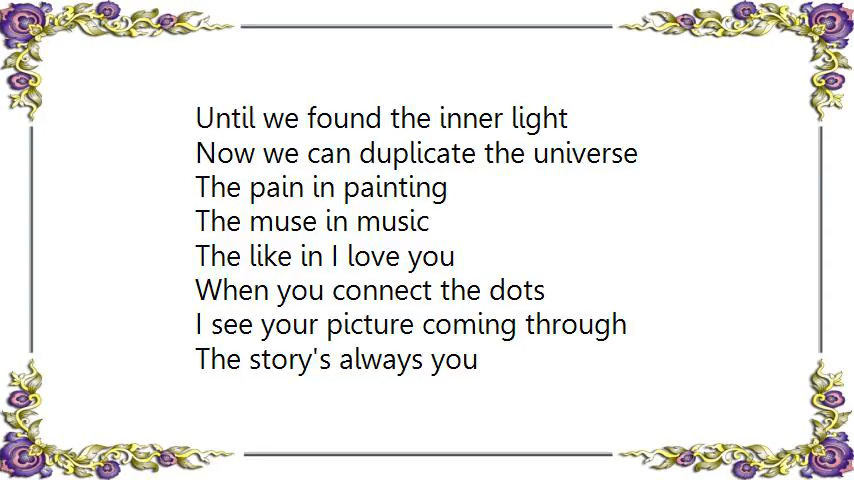 Until we found the inner light
Now we can duplicate the universe
The pain in painting
The muse in music
The like in I love you
When you connect the dots
I see your picture coming through
The story's always you